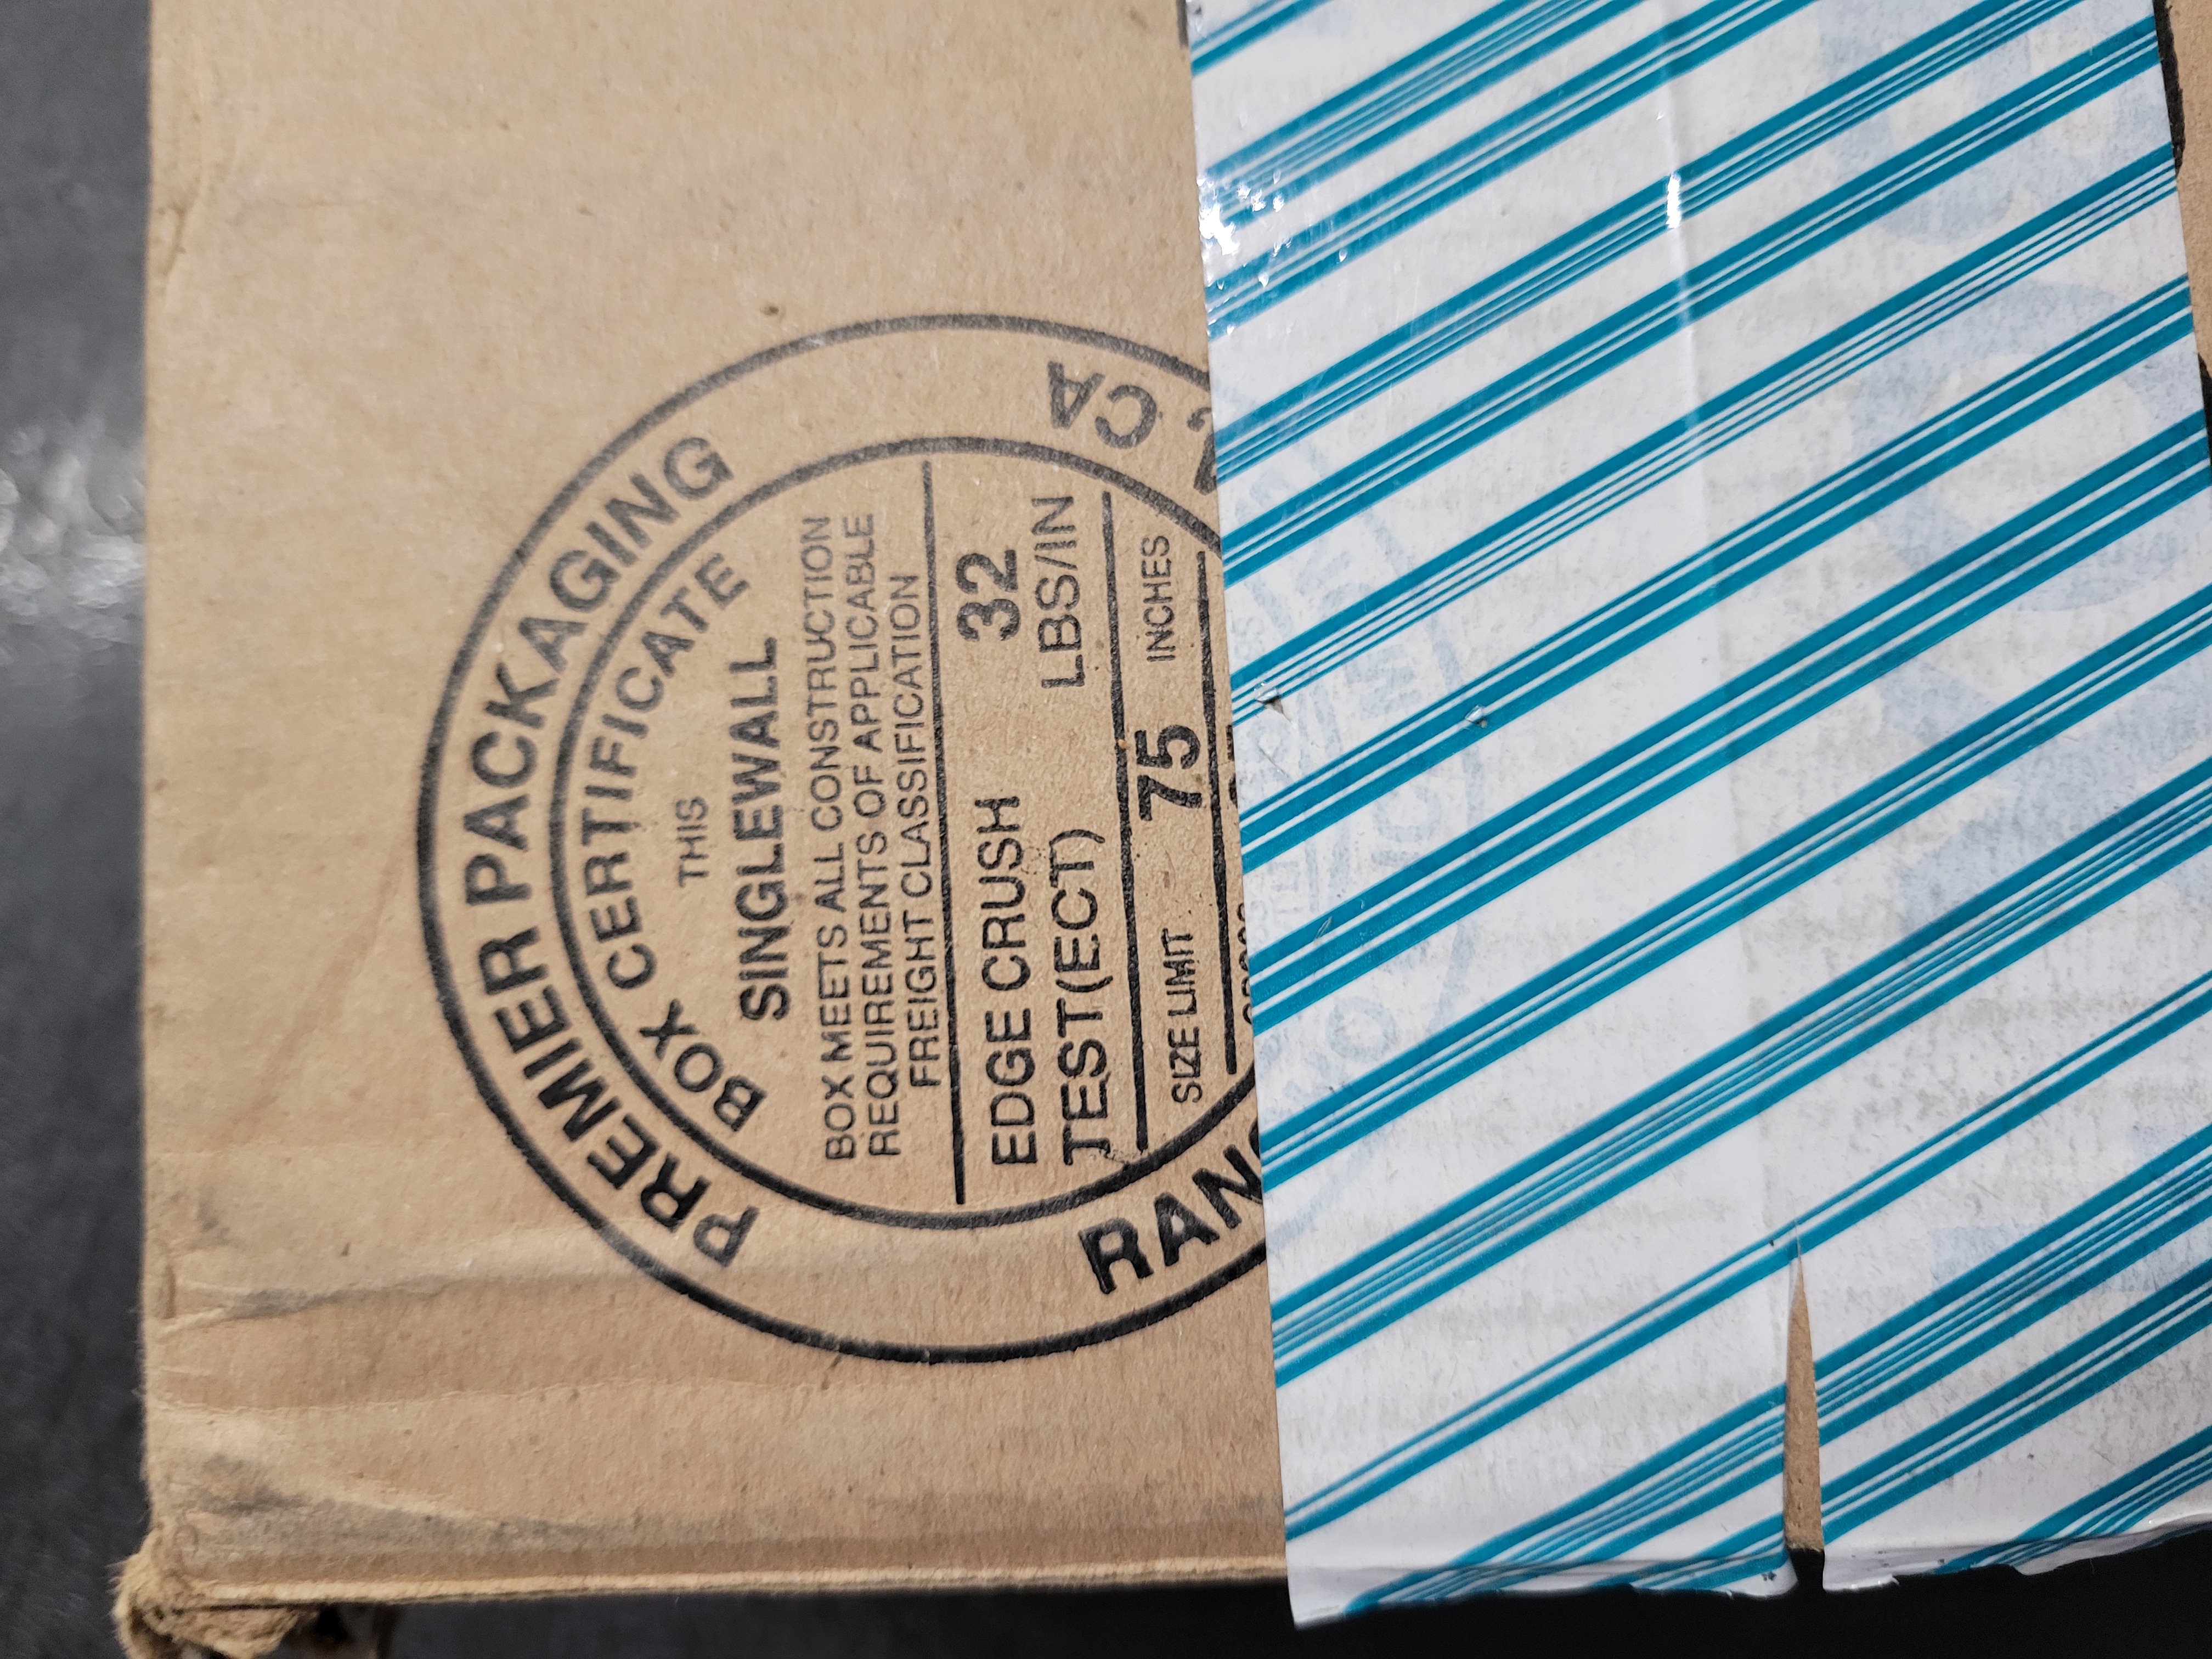 PREMIER PACKAGING
BOX CERTIFICATE
THIS
SINGLEWALL
BOX MEETS ALL CONSTRUCTION
REQUIREMENTS OF APPLICABLE
FREIGHT CLASSIFICATION
EDGE CRUSH 32
TEST(ECT) LBS/IN
SIZE LIMIT 75 INCHES
CA